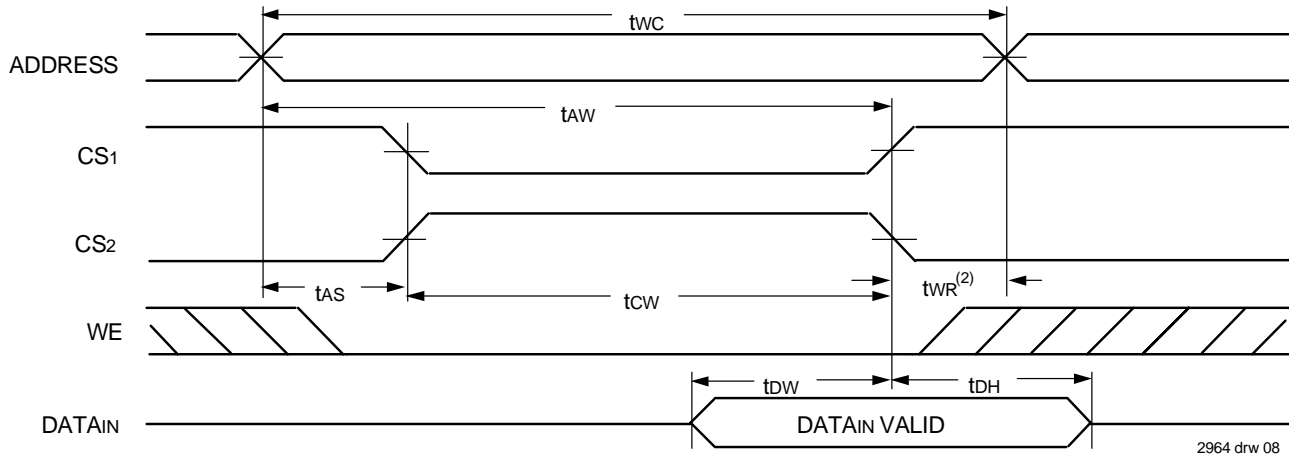 tWC
ADDRESS
tAW
CS1
CS2
tAS
tCW
tWR(2)
WE
tDW
tDH
DATAIN
DATAIN VALID
2964 drw 08